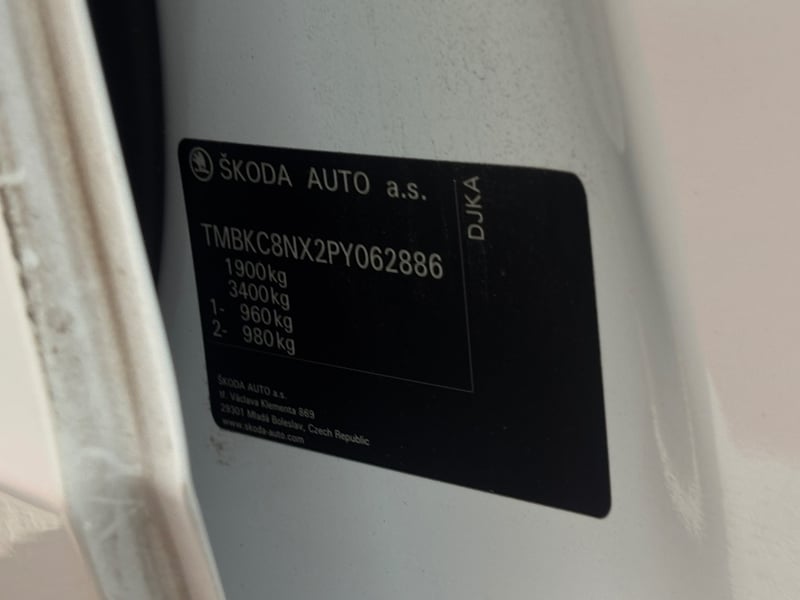 ŠKODA AUTO a.s.
DJKA
TMBKC8NX2PY062886
1900kg
3400kg
1- 960kg
2- 980kg
ŠKODA AUTO a.s.
tř. Václava Klementa 869
29301 Mladá Boleslav, Czech Republic
www.skoda-auto.com